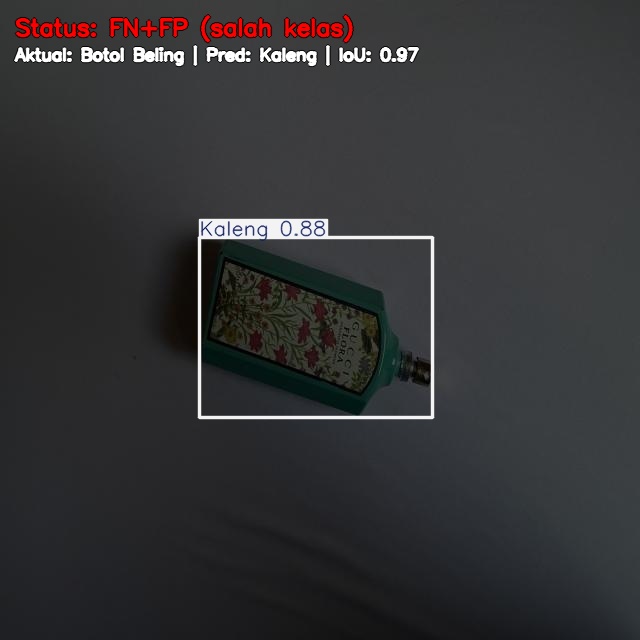 Status: FN+FP (salah kelas)
Aktual: Botol Beling | Pred: Kaleng | IoU: 0.97
Kaleng 0.88
GUCCI
FLORA